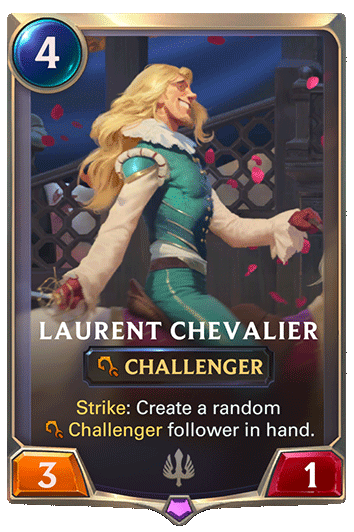 4
LAURENT CHEVALIER
CHALLENGER
Strike: Create a random
Challenger follower in hand.
3
1